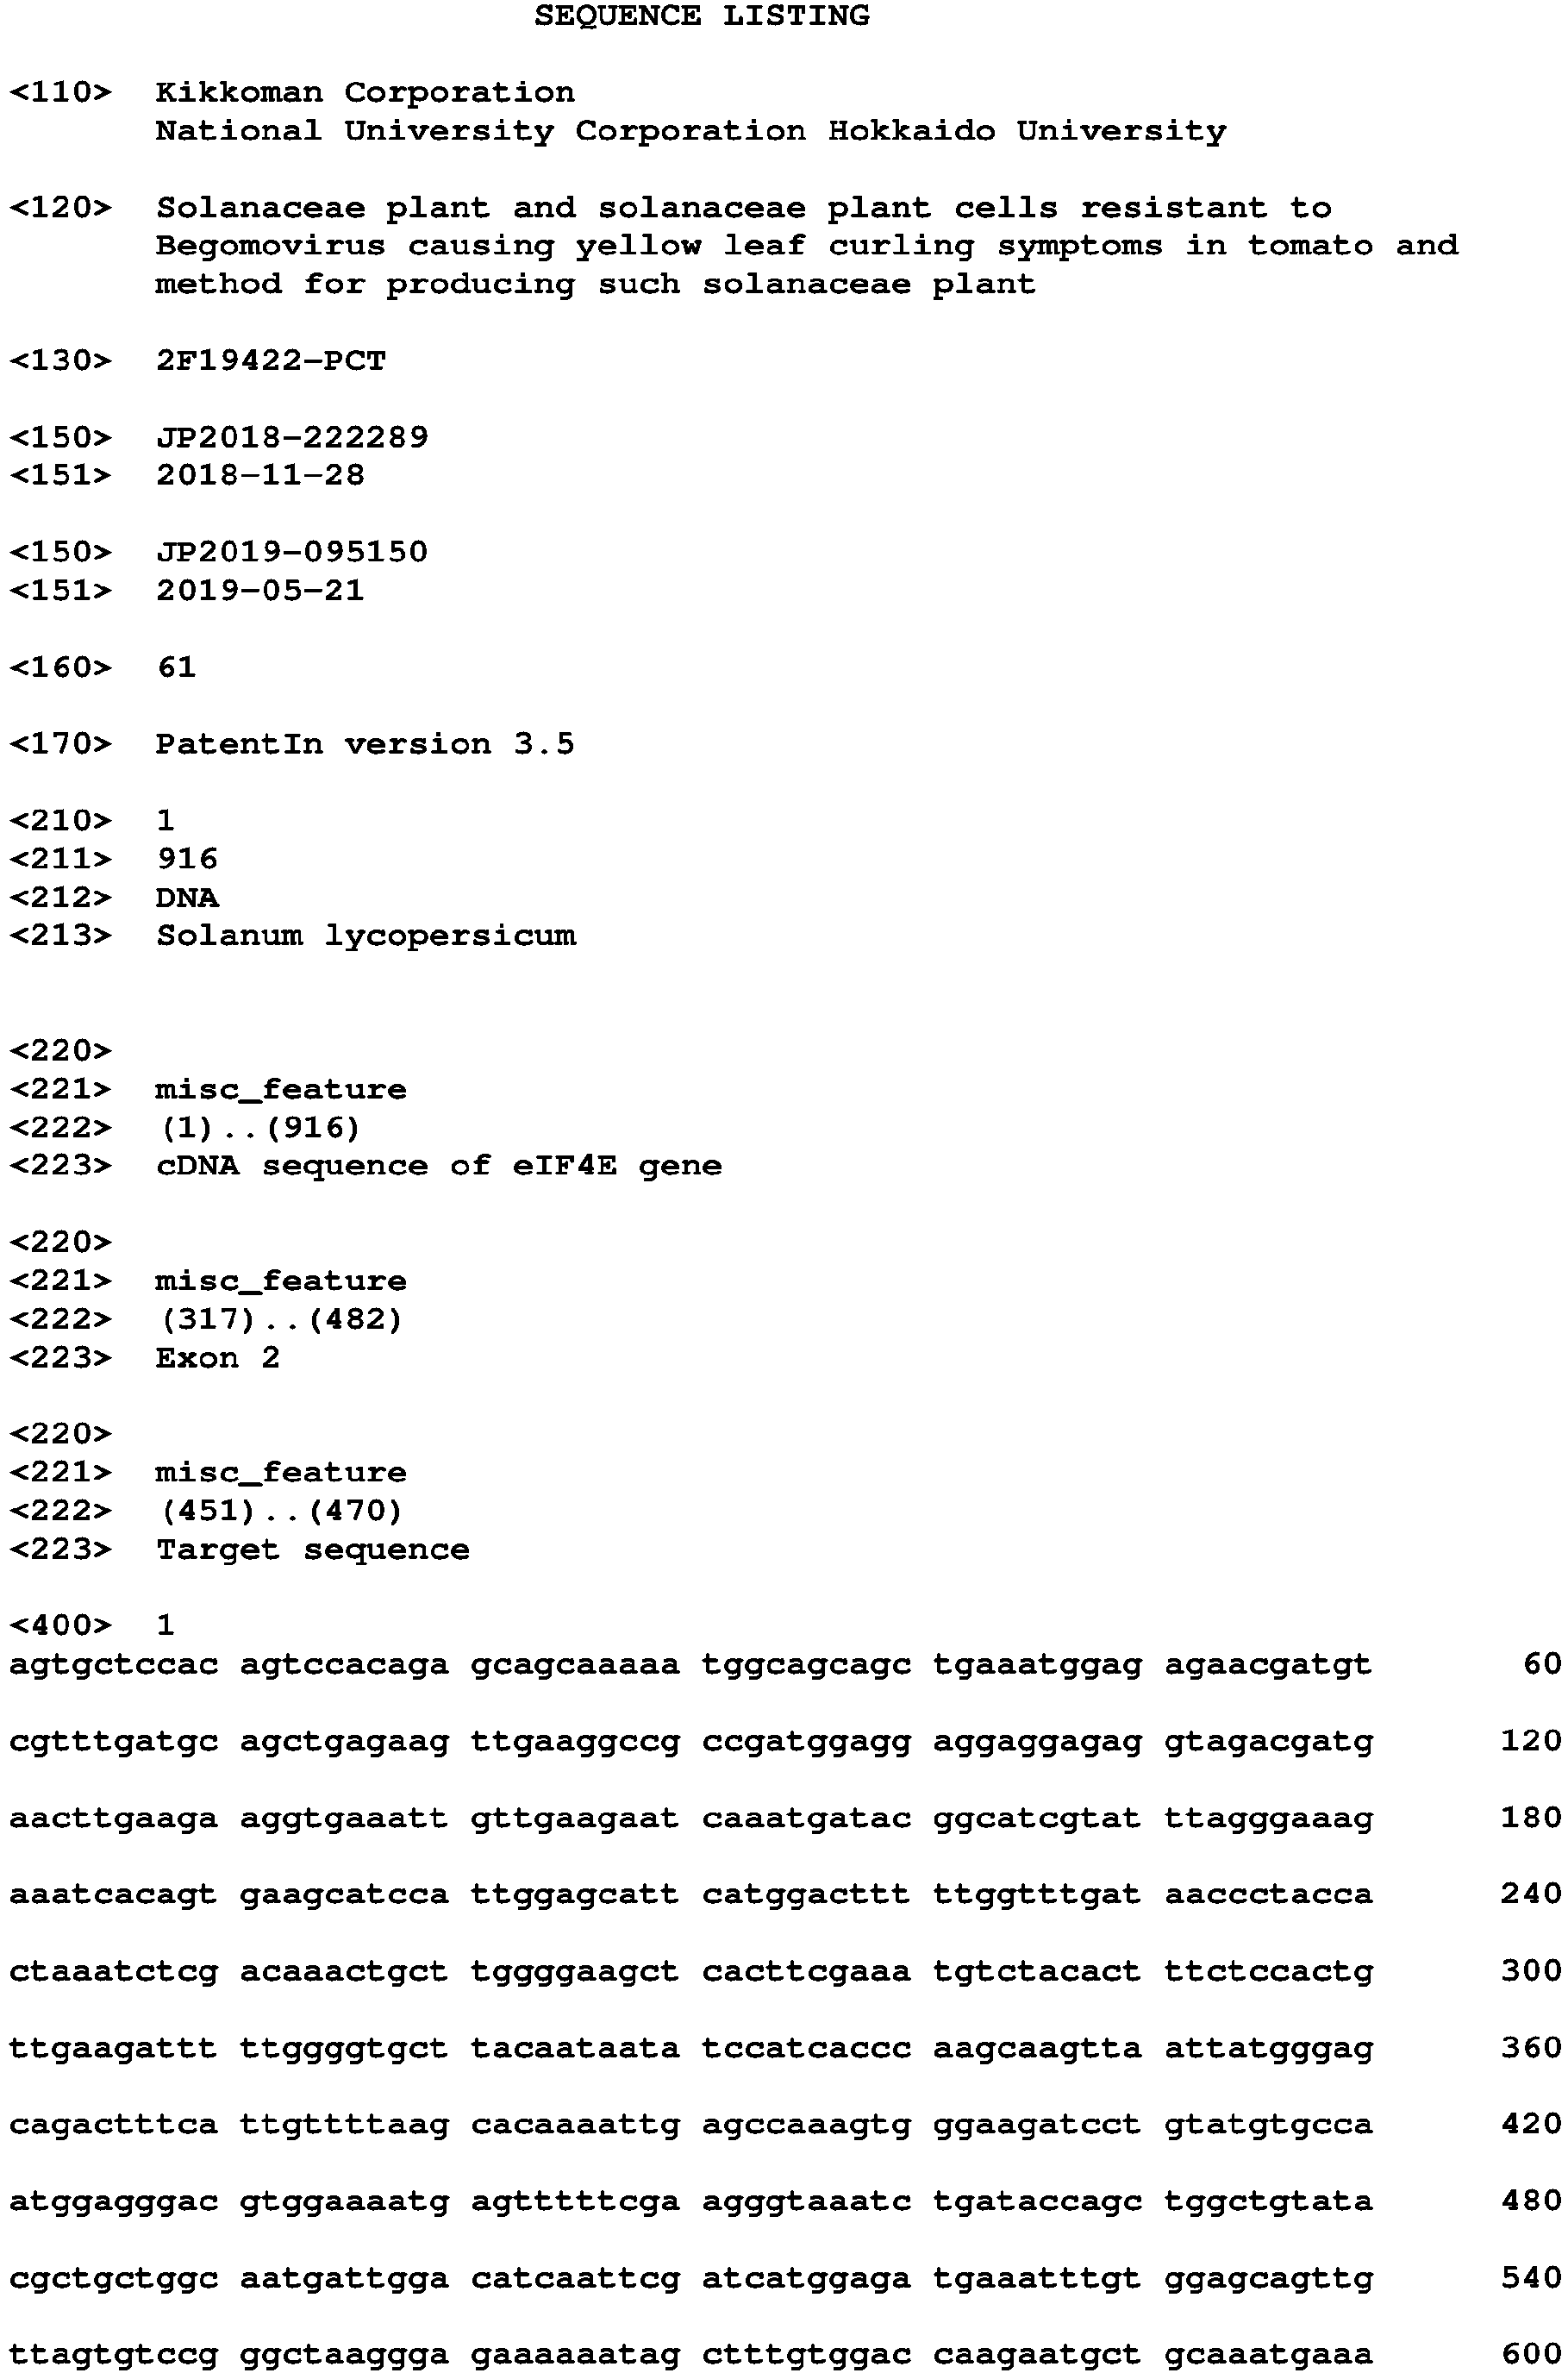 SEQUENCE LISTING
<110> Kikkoman Corporation
National University Corporation Hokkaido University
<120> Solanaceae plant and solanaceae plant cells resistant to
Begomovirus causing yellow leaf curling symptoms in tomato and
method for producing such solanaceae plant
<130> 2F19422-PCT
<150> JP2018-222289
<151> 2018-11-28
<150> JP2019-095150
<151> 2019-05-21
<160> 61
<170> PatentIn version 3.5
<210> 1
<211> 916
<212> DNA
<213> Solanum lycopersicum
<220>
<221> misc_feature
<222> (1)..(916)
<223> cDNA sequence of eIF4E gene
<220>
<221> misc_feature
<222> (317)..(482)
<223> Exon 2
<220>
<221> misc_feature
<222> (451)..(470)
<223> Target sequence
<400> 1
agtgctccac agtccacaga gcagcaaaaa tggcagcagc tgaaatggag agaacgatgt 60
cgtttgatgc agctgagaag ttgaaggccg ccgatggagg aggaggagag gtagacgatg 120
aacttgaaga aggtgaaatt gttgaagaat caaatgatac ggcatcgtat ttagggaaag 180
aaatcacagt gaagcatcca ttggagcatt catggacttt ttggtttgat aaccctacca 240
ctaaatctcg acaaactgct tggggaagct cacttcgaaa tgtctacact ttctccactg 300
ttgaagattt ttggggtgct tacaataata tccatcaccc aagcaagtta attatgggag 360
cagactttca ttgttttaag cacaaaattg agccaaagtg ggaagatcct gtatgtgcca 420
atggagggac gtggaaaatg agtttttcga agggtaaatc tgataccagc tggctgtata 480
cgctgctggc aatgattgga catcaattcg atcatggaga tgaaatttgt ggagcagttg 540
ttagtgtccg ggctaaggga gaaaaaatag ctttgtggac caagaatgct gcaaatgaaa 600